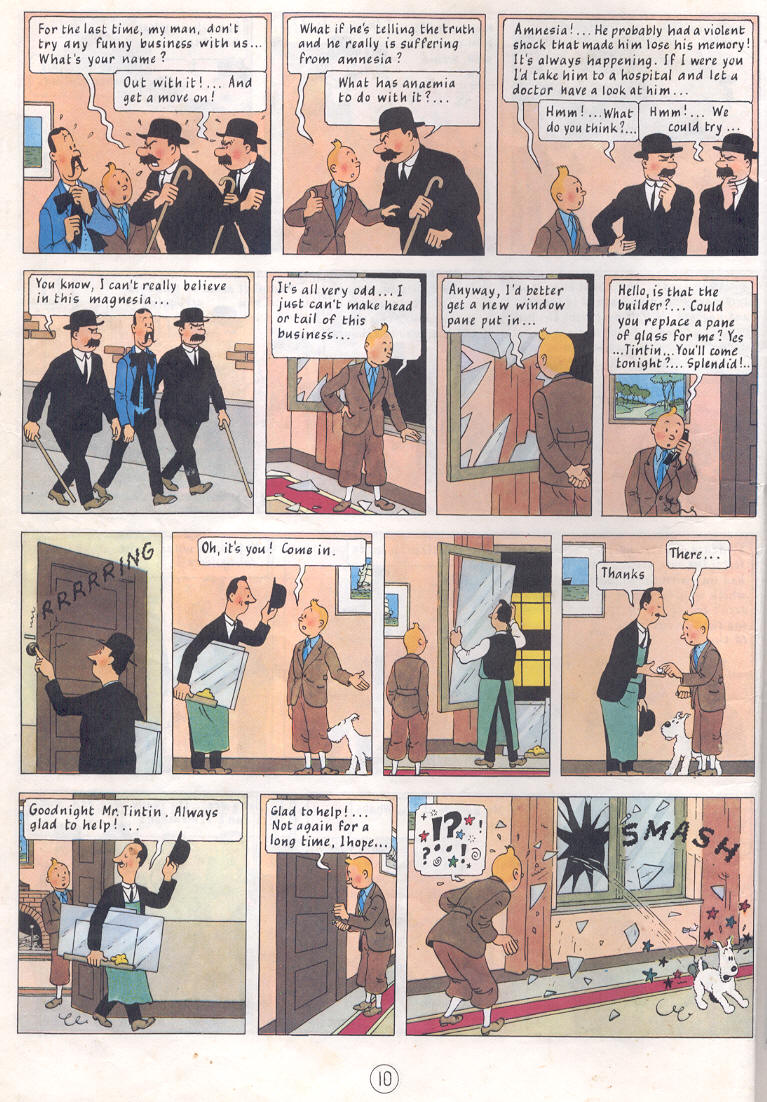 For the last time, my man, don't
try any funny business with us...
What's your name?
Out with it!... And
get a move on!
What if he's telling the truth
and he really is suffering
from amnesia?
What has anaemia
to do with it?...
Amnesia!... He probably had a violent
shock that made him lose his memory!
It's always happening. If I were you
I'd take him to a hospital and let a
doctor have a look at him...
Hmm!...What
do you think?...
Hmm!... We
could try...
You know, I can't really believe
in this magnesia...
It's all very odd... I
just can't make head
or tail of this
business...
Anyway, I'd better
get a new window
pane put in...
Hello, is that the
builder?... Could
you replace a pane
of glass for me? Yes
...Tintin... You'll come
tonight?... Splendid!...
RRRRRRING
Oh, it's you! Come in.
Thanks
There...
Goodnight Mr. Tintin. Always
glad to help!...
Glad to help!...
Not again for a
long time, I hope...
!?
?..!
SMASH
10